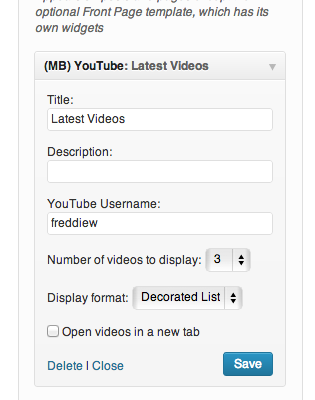 optional Front Page template, which has its
own widgets
(MB) YouTube: Latest Videos
Title:
Latest Videos
Description:
YouTube Username:
freddiew
Number of videos to display: 3
Display format: Decorated List
Open videos in a new tab
Delete | Close
Save